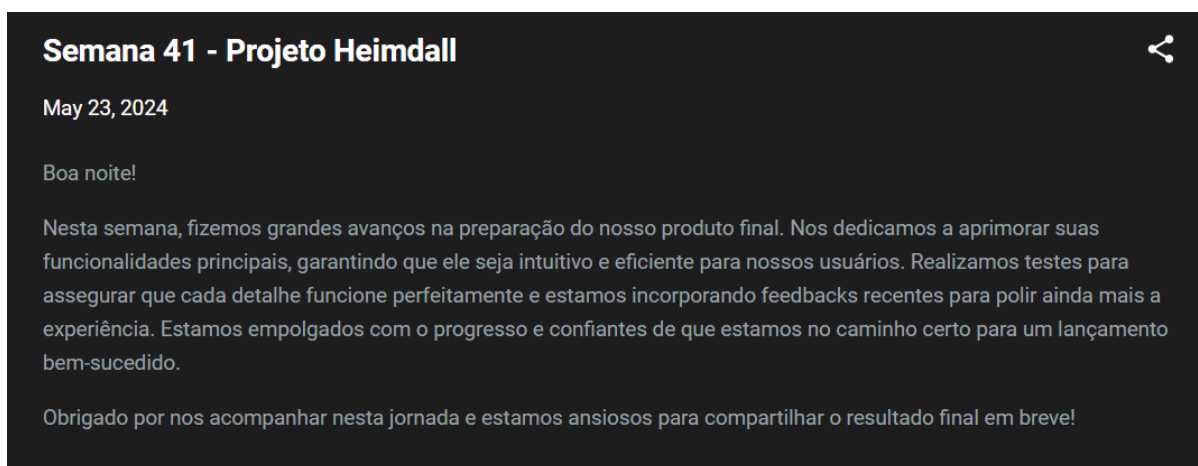 Semana 41 - Projeto Heimdall
May 23, 2024
Boa noite!
Nesta semana, fizemos grandes avanços na preparação do nosso produto final. Nos dedicamos a aprimorar suas
funcionalidades principais, garantindo que ele seja intuitivo e eficiente para nossos usuários. Realizamos testes para
assegurar que cada detalhe funcione perfeitamente e estamos incorporando feedbacks recentes para polir ainda mais a
experiência. Estamos empolgados com o progresso e confiantes de que estamos no caminho certo para um lançamento
bem-sucedido.
Obrigado por nos acompanhar nesta jornada e estamos ansiosos para compartilhar o resultado final em breve!